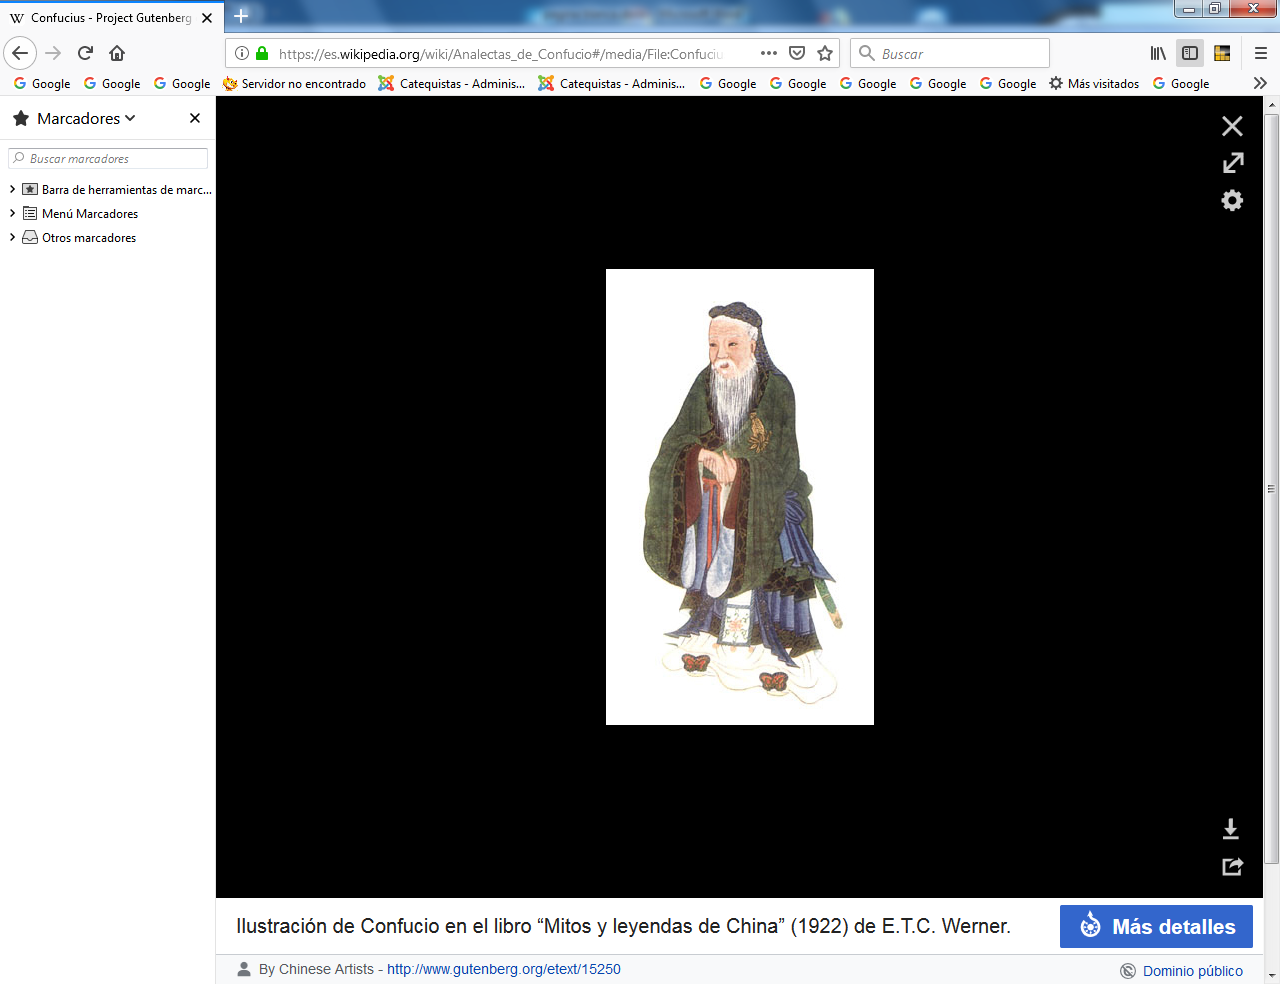 Confucius - Project Gutenberg
https://es.wikipedia.org/wiki/Analectas_de_Confucio#/media/File:Confuciu
Buscar
Google
Google
Google
Servidor no encontrado
Catequistas - Adminis...
Catequistas - Adminis...
Google
Google
Google
Google
Google
Más visitados
Google
Marcadores
Buscar marcadores
Barra de herramientas de marc...
Menú Marcadores
Otros marcadores
Ilustración de Confucio en el libro “Mitos y leyendas de China” (1922) de E.T.C. Werner.
Más detalles
By Chinese Artists - http://www.gutenberg.org/etext/15250
Dominio público